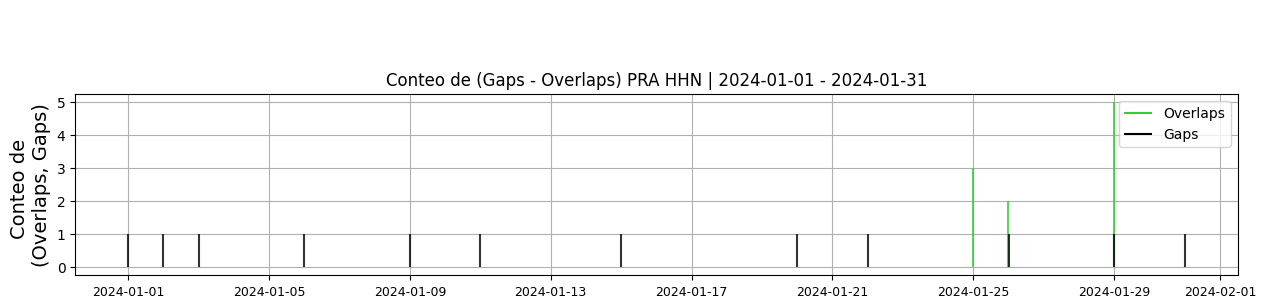 Conteo de (Gaps - Overlaps) PRA HHN | 2024-01-01 - 2024-01-31
Conteo de
(Overlaps, Gaps)
5
4
3
2
1
0
Overlaps
Gaps
2024-01-01 2024-01-05 2024-01-09 2024-01-13 2024-01-17 2024-01-21 2024-01-25 2024-01-29 2024-02-01